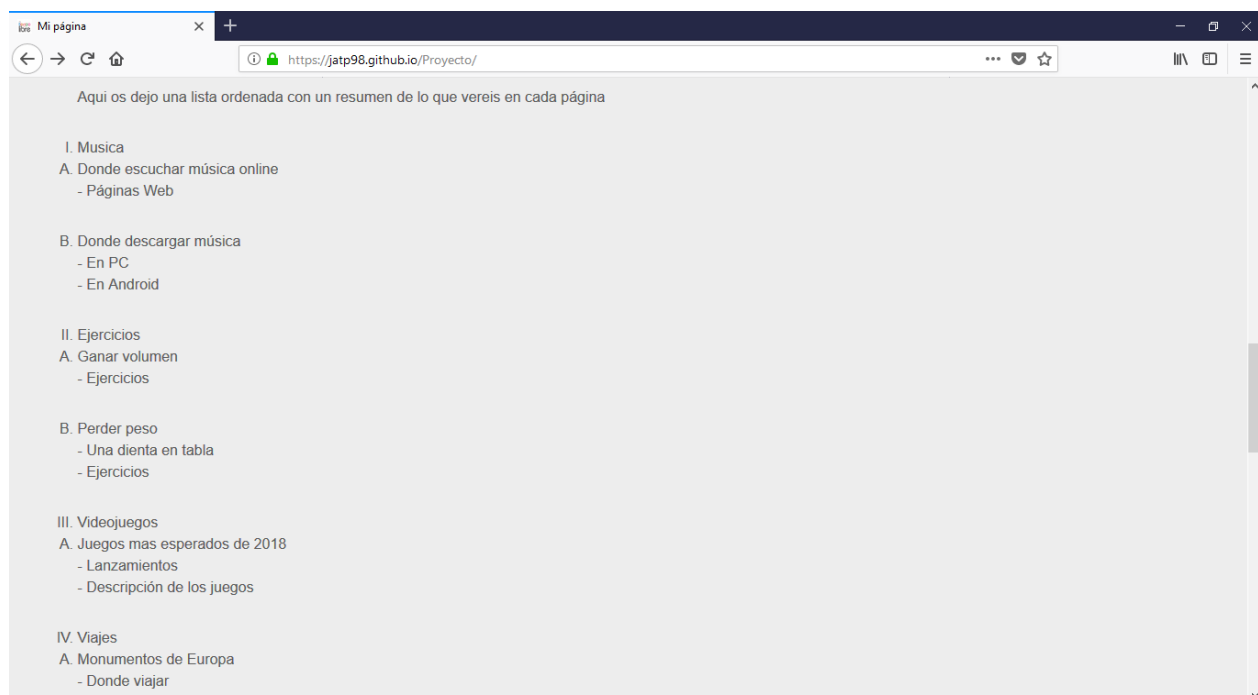 Mi página
https://jatp98.github.io/Proyecto/
Aqui os dejo una lista ordenada con un resumen de lo que vereis en cada página
I. Musica
A. Donde escuchar música online
- Páginas Web
B. Donde descargar música
- En PC
- En Android
II. Ejercicios
A. Ganar volumen
- Ejercicios
B. Perder peso
- Una dienta en tabla
- Ejercicios
III. Videojuegos
A. Juegos mas esperados de 2018
- Lanzamientos
- Descripción de los juegos
IV. Viajes
A. Monumentos de Europa
- Donde viajar